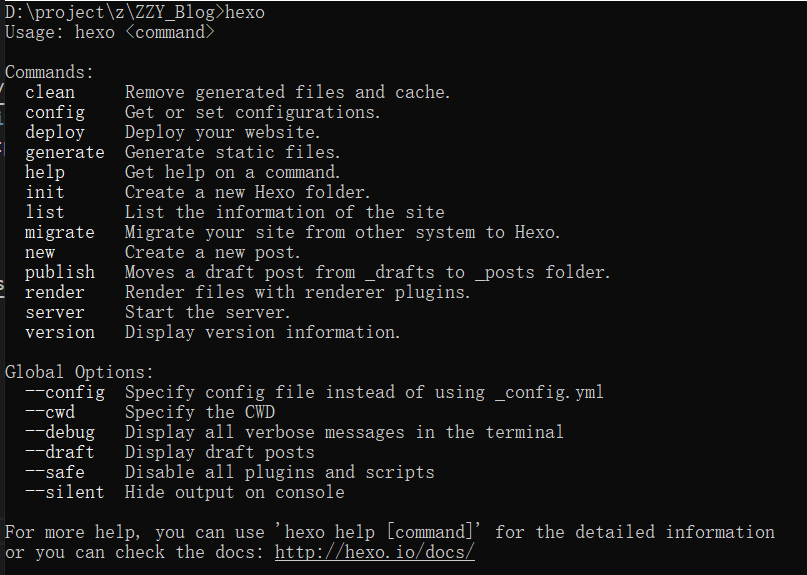 D:\project\z\ZZY_Blog>hexo
Usage: hexo <command>
Commands:
clean Remove generated files and cache.
config Get or set configurations.
deploy Deploy your website.
generate Generate static files.
help Get help on a command.
init Create a new Hexo folder.
list List the information of the site
migrate Migrate your site from other system to Hexo.
new Create a new post.
publish Moves a draft post from _drafts to _posts folder.
render Render files with renderer plugins.
server Start the server.
version Display version information.
Global Options:
--config Specify config file instead of using _config.yml
--cwd Specify the CWD
--debug Display all verbose messages in the terminal
--draft Display draft posts
--safe Disable all plugins and scripts
--silent Hide output on console
For more help, you can use 'hexo help [command]' for the detailed information
or you can check the docs: http://hexo.io/docs/